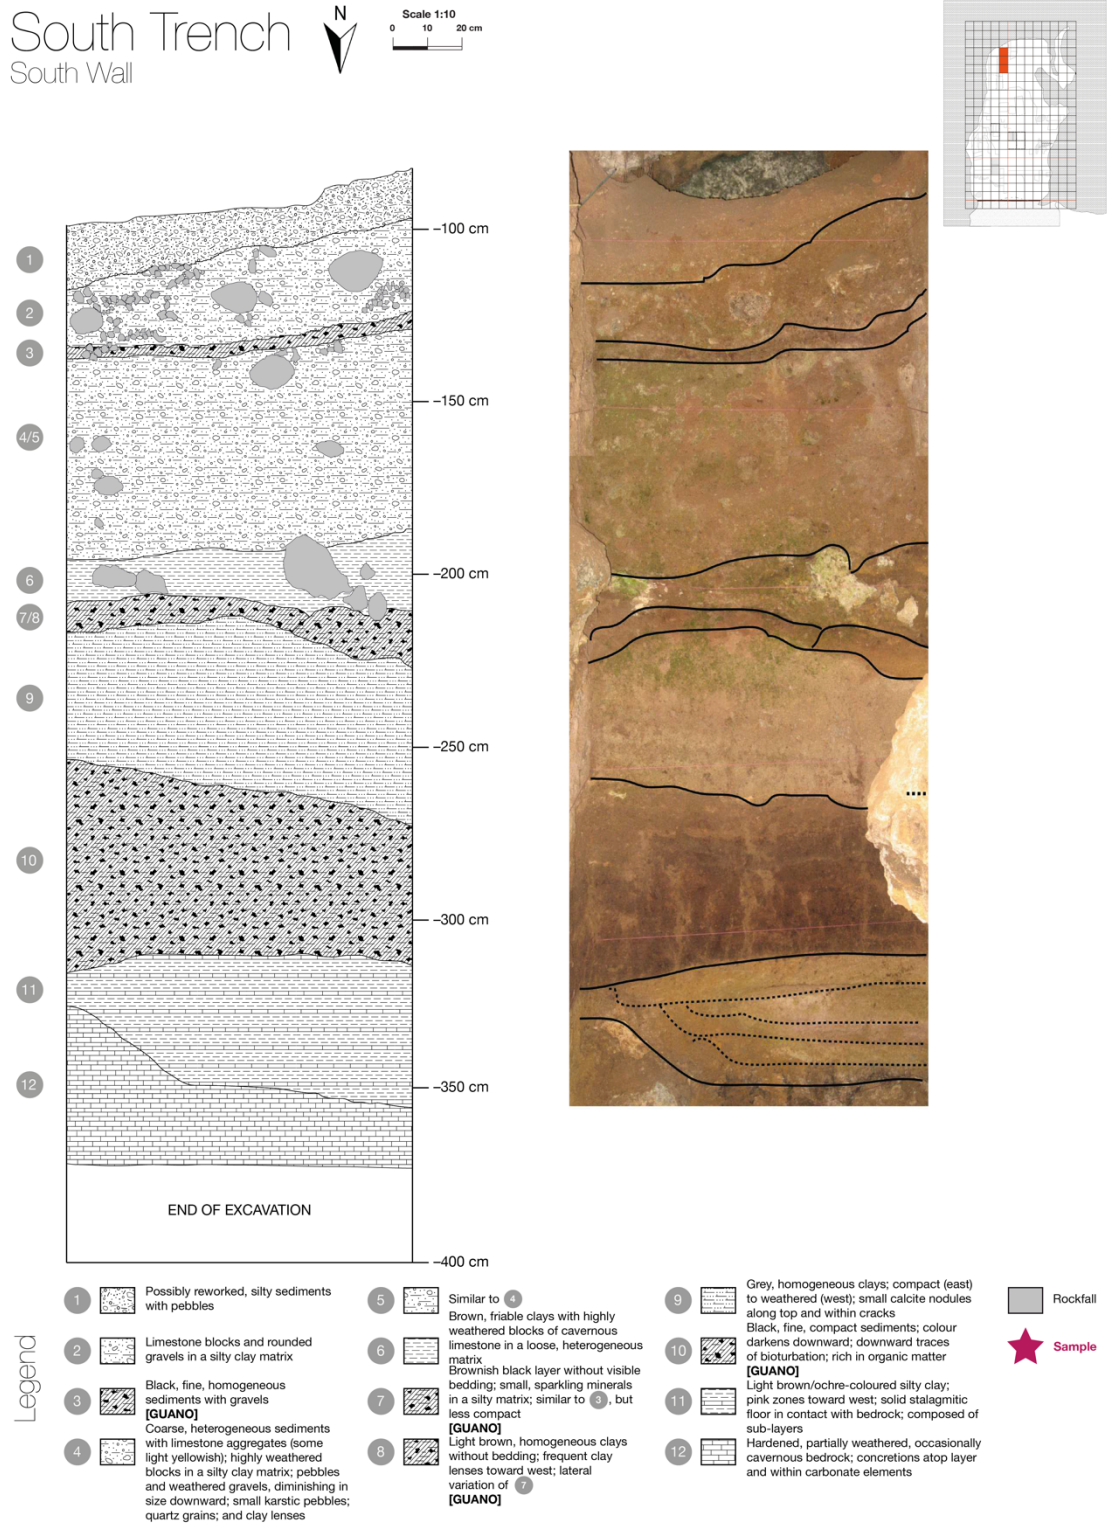 South Trench
South Wall
N
Scale 1:10
0 10 20 cm
−100 cm
−150 cm
−200 cm
−250 cm
−300 cm
−350 cm
−400 cm
1
2
3
4/5
6
7/8
9
10
11
12
END OF EXCAVATION
Legend
1
Possibly reworked, silty sediments
with pebbles
2
Limestone blocks and rounded
gravels in a silty clay matrix
3
Black, fine, homogeneous
sediments with gravels
[GUANO]
4
Coarse, heterogeneous sediments
with limestone aggregates (some
light yellowish); highly weathered
blocks in a silty clay matrix; pebbles
and weathered gravels, diminishing in
size downward; small karstic pebbles;
quartz grains; and clay lenses
5
Similar to 4
6
Brown, friable clays with highly
weathered blocks of cavernous
limestone in a loose, heterogeneous
matrix
7
Brownish black layer without visible
bedding; small, sparkling minerals
in a silty matrix; similar to 3, but
less compact
[GUANO]
8
Light brown, homogeneous clays
without bedding; frequent clay
lenses toward west; lateral
variation of 7
[GUANO]
9
Grey, homogeneous clays; compact (east)
to weathered (west); small calcite nodules
along top and within cracks
10
Black, fine, compact sediments; colour
darkens downward; downward traces
of bioturbation; rich in organic matter
[GUANO]
11
Light brown/ochre-coloured silty clay;
pink zones toward west; solid stalagmitic
floor in contact with bedrock; composed of
sub-layers
12
Hardened, partially weathered, occasionally
cavernous bedrock; concretions atop layer
and within carbonate elements
Rockfall
Sample